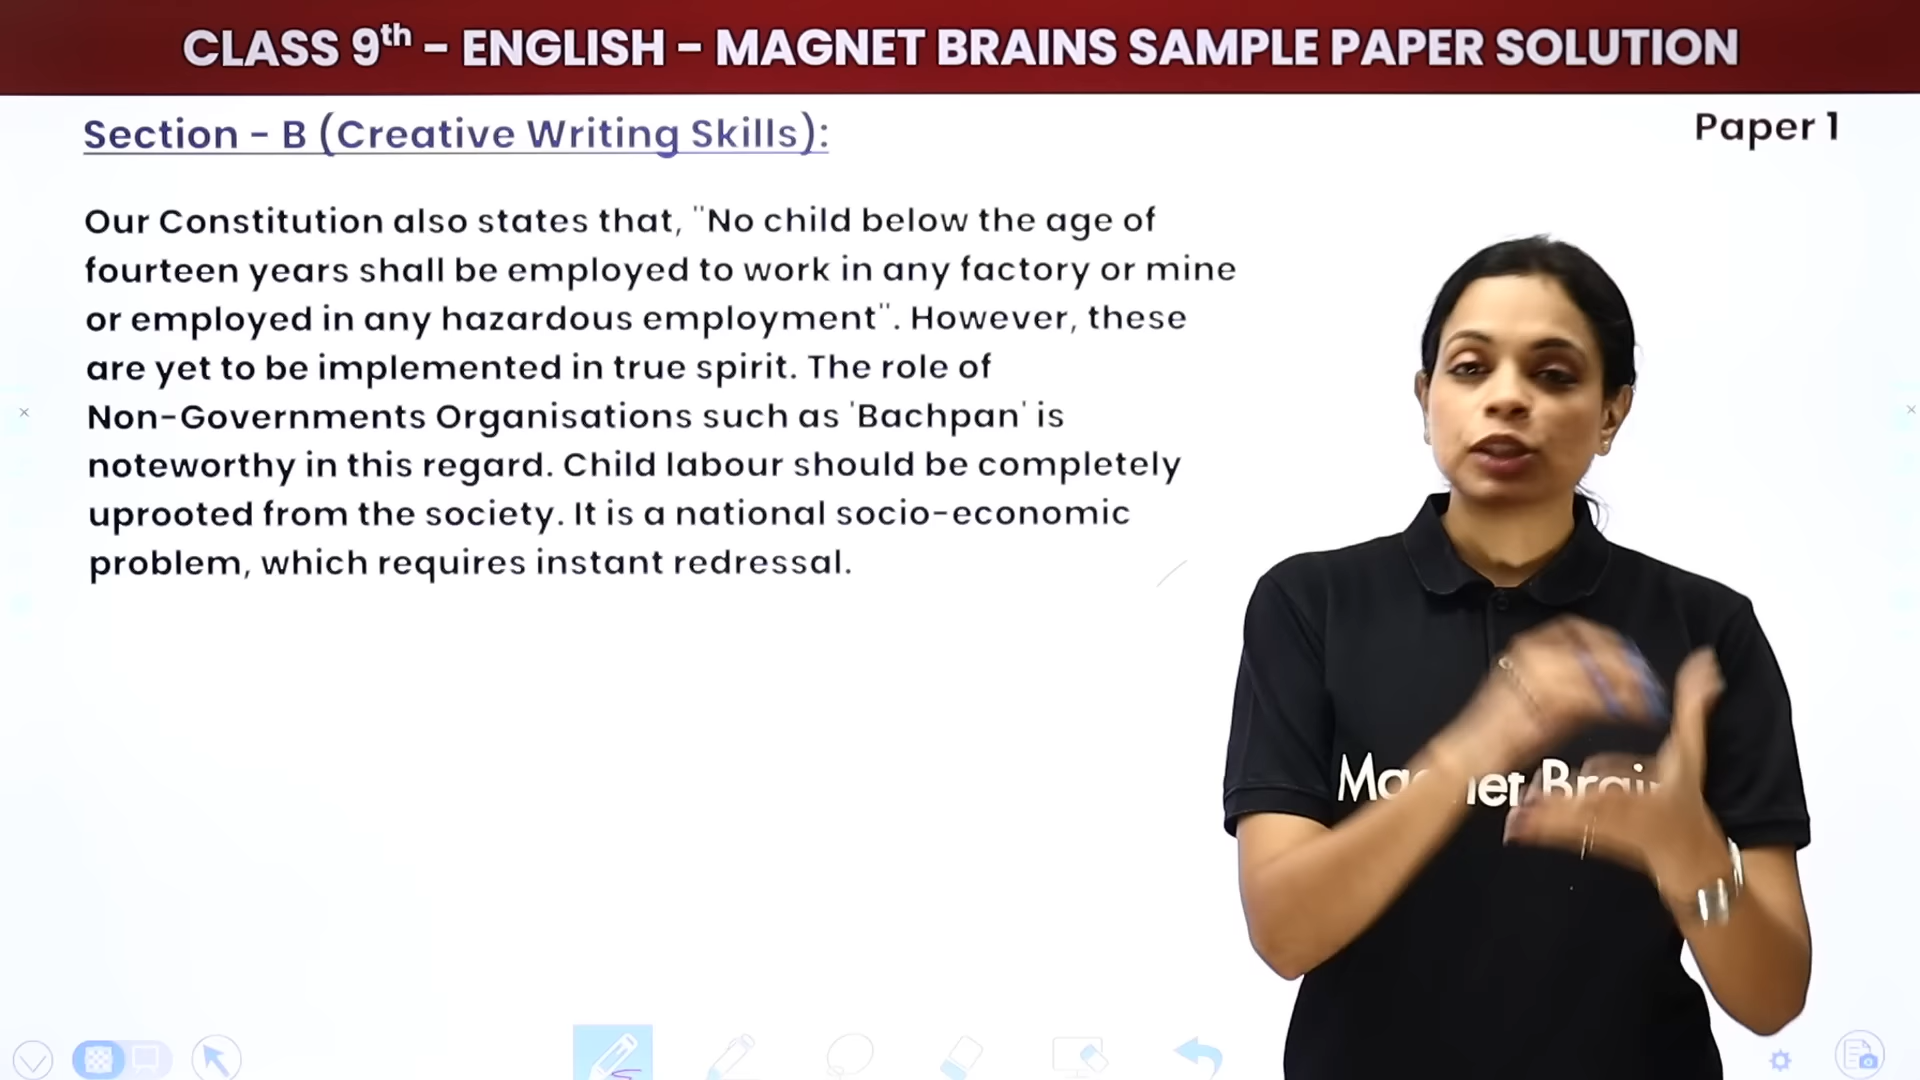 CLASS 9th – ENGLISH – MAGNET BRAINS SAMPLE PAPER SOLUTION
Section - B (Creative Writing Skills):
Paper 1
Our Constitution also states that, "No child below the age of
fourteen years shall be employed to work in any factory or mine
or employed in any hazardous employment". However, these
are yet to be implemented in true spirit. The role of
Non-Governments Organisations such as 'Bachpan' is
noteworthy in this regard. Child labour should be completely
uprooted from the society. It is a national socio-economic
problem, which requires instant redressal.